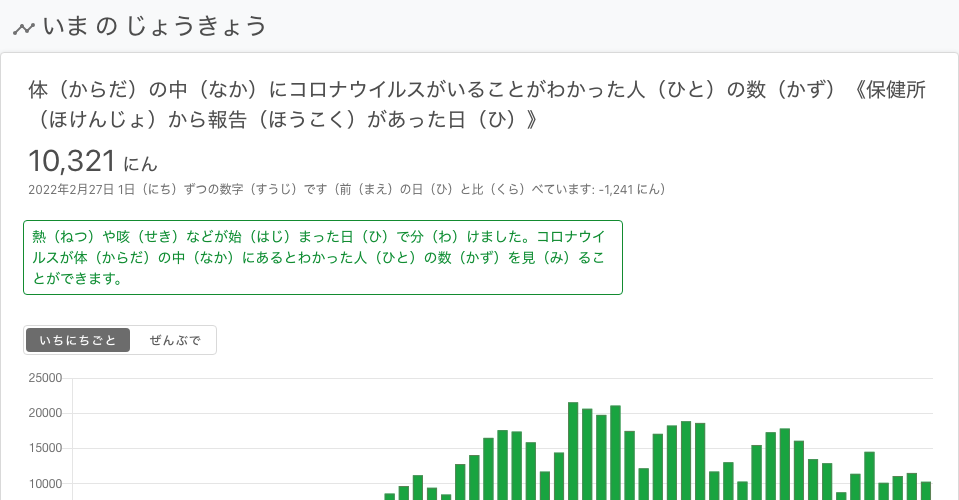 いま の じょうきょう
体（からだ）の中（なか）にコロナウイルスがいることがわかった人（ひと）の数（かず）《保健所
（ほけんじょ）から報告（ほうこく）があった日（ひ）》
10,321 にん
2022年2月27日 1日（にち）ずつの数字（すうじ）です（前（まえ）の日（ひ）と比（くら）べています: -1,241 にん）
熱（ねつ）や咳（せき）などが始（はじ）まった日（ひ）で分（わ）けました。コロナウイ
ルスが体（からだ）の中（なか）にあるとわかった人（ひと）の数（かず）を見（み）るこ
とができます。
いちにちごと ぜんぶで
25000
20000
15000
10000